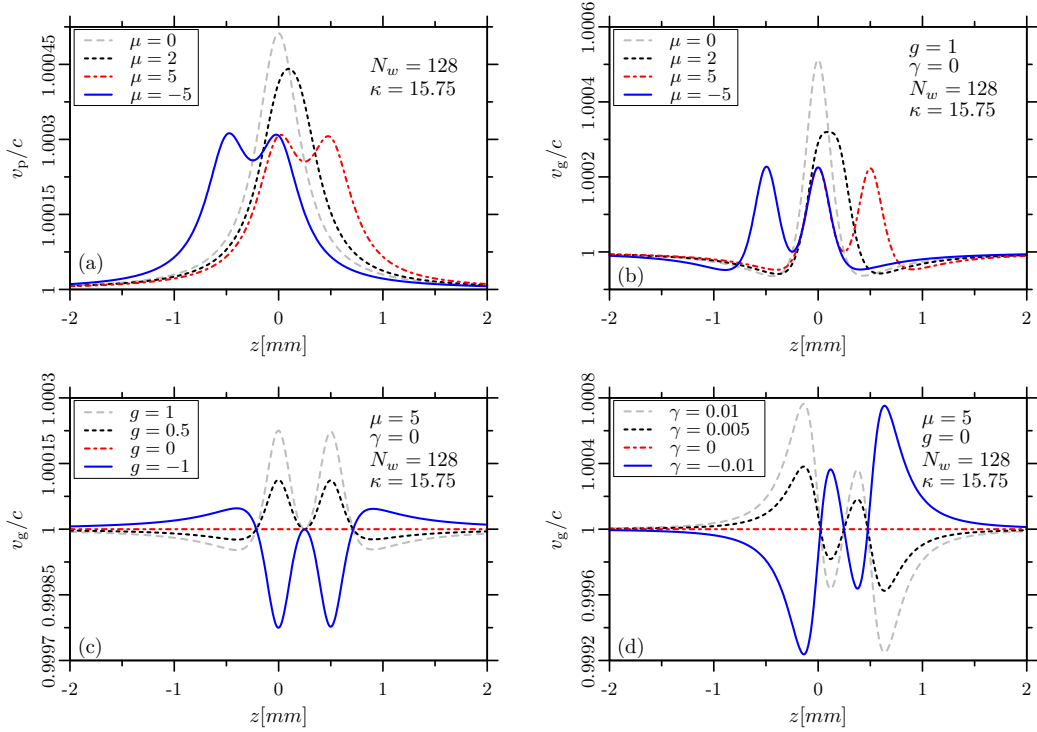 μ = 0
μ = 2
μ = 5
μ = −5
N_w = 128
κ = 15.75
(a)
v_p/c
1
1.00015
1.0003
1.00045
-2
-1
0
1
2
z[mm]
μ = 0
μ = 2
μ = 5
μ = −5
g = 1
γ = 0
N_w = 128
κ = 15.75
(b)
v_g/c
1
1.0002
1.0004
1.0006
-2
-1
0
1
2
z[mm]
g = 1
g = 0.5
g = 0
g = −1
μ = 5
γ = 0
N_w = 128
κ = 15.75
(c)
v_g/c
0.9997
0.99985
1
1.00015
1.0003
-2
-1
0
1
2
z[mm]
γ = 0.01
γ = 0.005
γ = 0
γ = −0.01
μ = 5
g = 0
N_w = 128
κ = 15.75
(d)
v_g/c
0.9992
0.9996
1
1.0004
1.0008
-2
-1
0
1
2
z[mm]